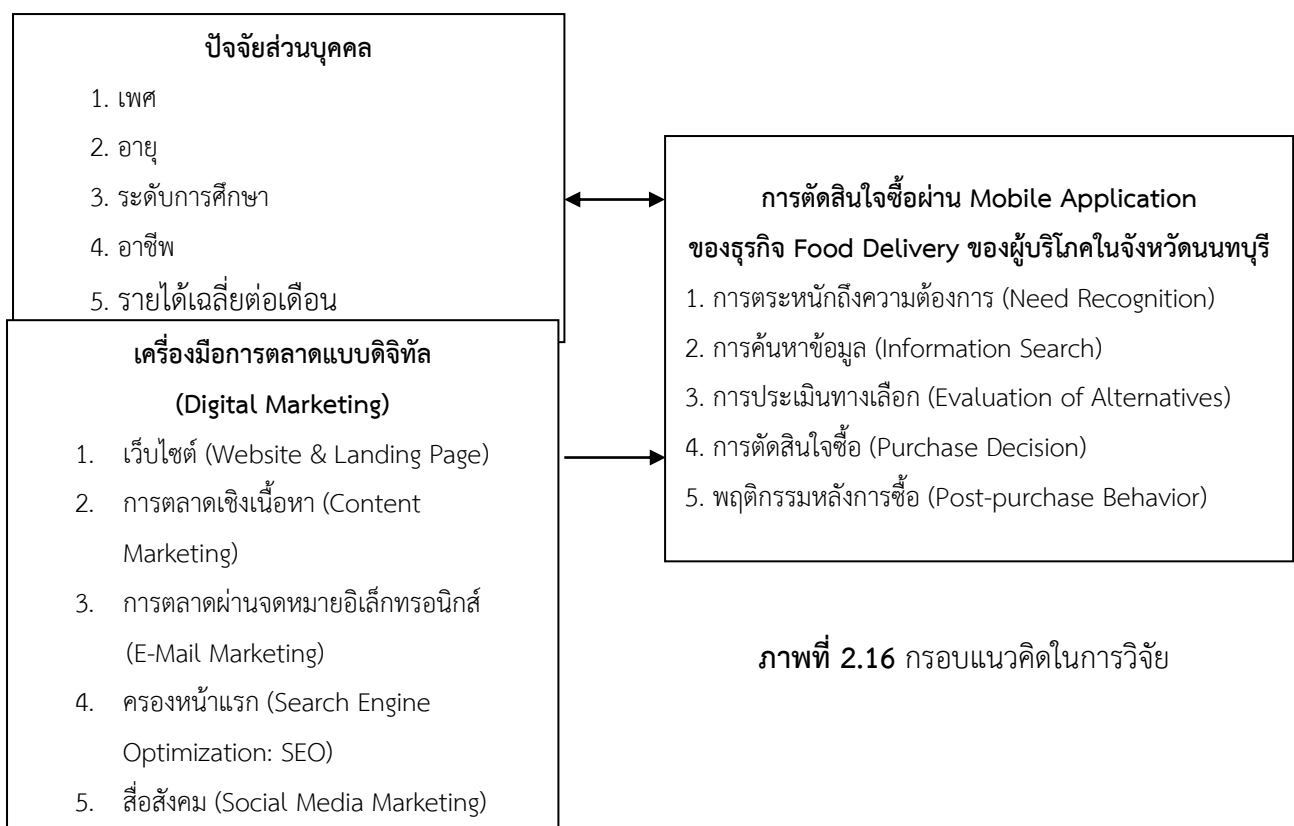 ปัจจัยส่วนบุคคล
1. เพศ
2. อายุ
3. ระดับการศึกษา
4. อาชีพ
5. รายได้เฉลี่ยต่อเดือน
เครื่องมือการตลาดแบบดิจิทัล
(Digital Marketing)
1. เว็บไซต์ (Website & Landing Page)
2. การตลาดเชิงเนื้อหา (Content
Marketing)
3. การตลาดผ่านจดหมายอิเล็กทรอนิกส์
(E-Mail Marketing)
4. ครองหน้าแรก (Search Engine
Optimization: SEO)
5. สื่อสังคม (Social Media Marketing)
การตัดสินใจซื้อผ่าน Mobile Application
ของธุรกิจ Food Delivery ของผู้บริโภคในจังหวัดนนทบุรี
1. การตระหนักถึงความต้องการ (Need Recognition)
2. การค้นหาข้อมูล (Information Search)
3. การประเมินทางเลือก (Evaluation of Alternatives)
4. การตัดสินใจซื้อ (Purchase Decision)
5. พฤติกรรมหลังการซื้อ (Post-purchase Behavior)
ภาพที่ 2.16 กรอบแนวคิดในการวิจัย